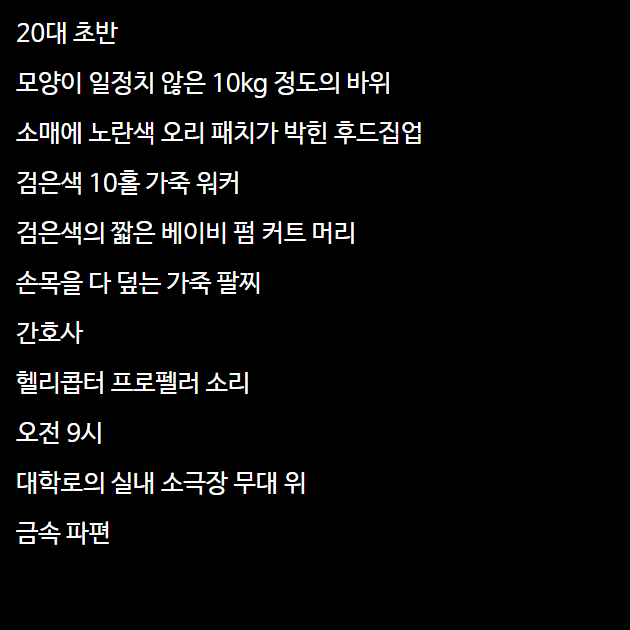 20대 초반
모양이 일정치 않은 10kg 정도의 바위
소매에 노란색 오리 패치가 박힌 후드집업
검은색 10홀 가죽 워커
검은색의 짧은 베이비 펌 커트 머리
손목을 다 덮는 가죽 팔찌
간호사
헬리콥터 프로펠러 소리
오전 9시
대학로의 실내 소극장 무대 위
금속 파편